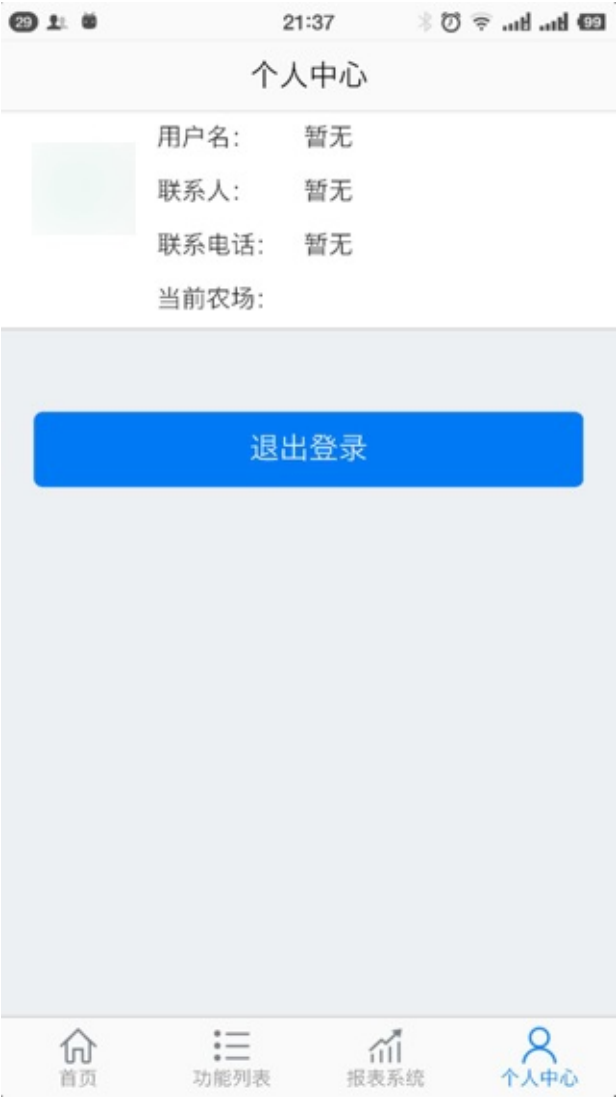 29 21:37 99
个人中心
用户名： 暂无
联系人： 暂无
联系电话： 暂无
当前农场：
退出登录
首页 功能列表 报表系统 个人中心